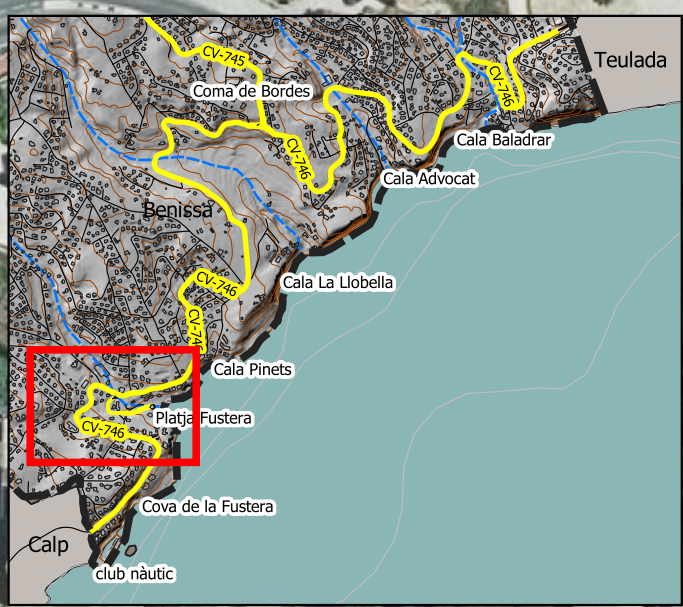 CV-745
Teulada
Coma de Bordes
CV-746
Cala Baladrar
CV-746
Cala Advocat
Benissa
CV-746
Cala La Llobella
CV-746
Cala Pinets
Platja Fustera
CV-746
Cova de la Fustera
Calp
club nàutic